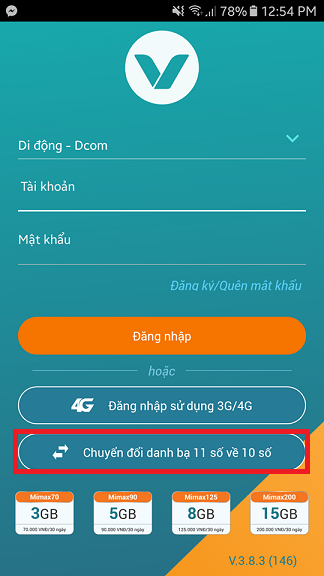 78% 12:54 PM
Di động - Dcom
Tài khoản
Mật khẩu
Đăng ký/Quên mật khẩu
Đăng nhập
hoặc
4G Đăng nhập sử dụng 3G/4G
Chuyển đổi danh bạ 11 số về 10 số
Mimax70 Mimax90 Mimax125 Mimax200
3GB 5GB 8GB 15GB
70.000 VNĐ/30 ngày 90.000 VNĐ/30 ngày 125.000 VNĐ/30 ngày 200.000 VNĐ/30 ngày
V.3.8.3 (146)